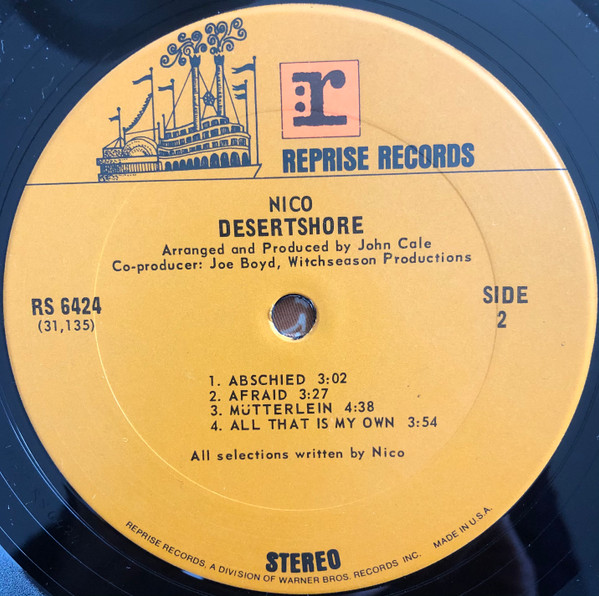 r
REPRISE RECORDS
NICO
DESERTSHORE
Arranged and Produced by John Cale
Co-producer: Joe Boyd, Witchseason Productions
RS 6424
(31,135)
SIDE
2
1. ABSCHIED 3:02
2. AFRAID 3:27
3. MÜTTERLEIN 4:38
4. ALL THAT IS MY OWN 3:54
All selections written by Nico
STEREO
REPRISE RECORDS, A DIVISION OF WARNER BROS. RECORDS INC. MADE IN U.S.A.